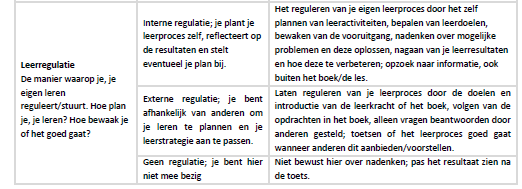 Leerregulatie
De manier waarop je, je
eigen leren
reguleert/stuurt. Hoe plan
je, je leren? Hoe bewaak je
of het goed gaat?
Interne regulatie; je plant je
leerproces zelf, reflecteert op
de resultaten en stelt
eventueel je plan bij.
Het reguleren van je eigen leerproces door het zelf
plannen van leeractiviteiten, bepalen van leerdoelen,
bewaken van de vooruitgang, nadenken over mogelijke
problemen en deze oplossen, nagaan van je leerresultaten
en hoe deze te verbeteren; opzoek naar informatie, ook
buiten het boek/de les.
Externe regulatie; je bent
afhankelijk van anderen om
je leren te plannen en je
leerstrategie aan te passen.
Laten reguleren van je leerproces door de doelen en
introductie van de leerkracht of het boek, volgen van de
opdrachten in het boek, alleen vragen beantwoorden door
anderen gesteld; toetsen of het leerproces goed gaat
wanneer anderen dit aanbieden/voorstellen.
Geen regulatie; je bent hier
niet mee bezig
Niet bewust hier over nadenken; pas het resultaat zien na
de toets.